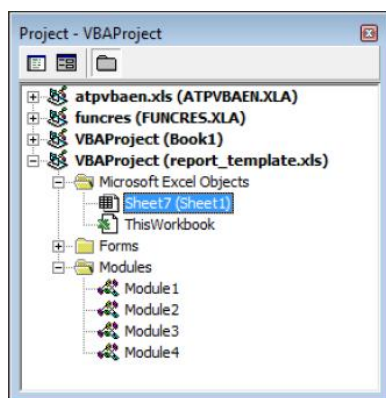 Project - VBAProject
atpvbaen.xls (ATPVBAEN.XLA)
funcres (FUNCRES.XLA)
VBAProject (Book1)
VBAProject (report_template.xls)
Microsoft Excel Objects
Sheet7 (Sheet1)
ThisWorkbook
Forms
Modules
Module1
Module2
Module3
Module4